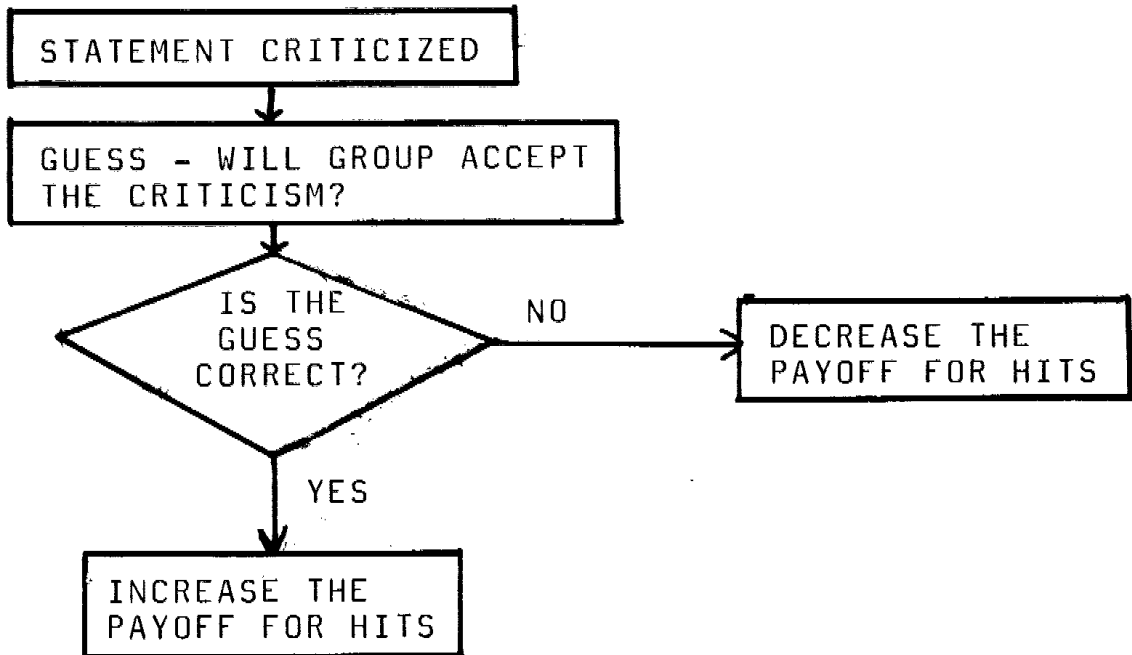 STATEMENT CRITICIZED
GUESS - WILL GROUP ACCEPT
THE CRITICISM?
IS THE
GUESS
CORRECT?
NO
DECREASE THE
PAYOFF FOR HITS
YES
INCREASE THE
PAYOFF FOR HITS